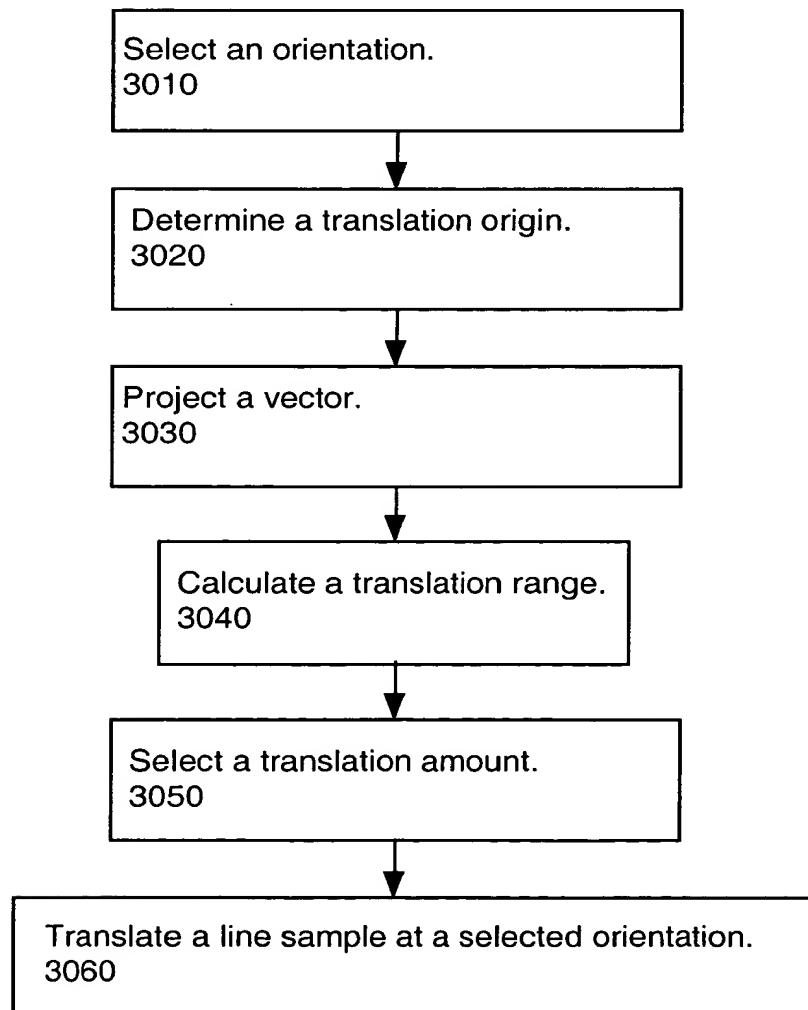 Select an orientation.
3010
Determine a translation origin.
3020
Project a vector.
3030
Calculate a translation range.
3040
Select a translation amount.
3050
Translate a line sample at a selected orientation.
3060